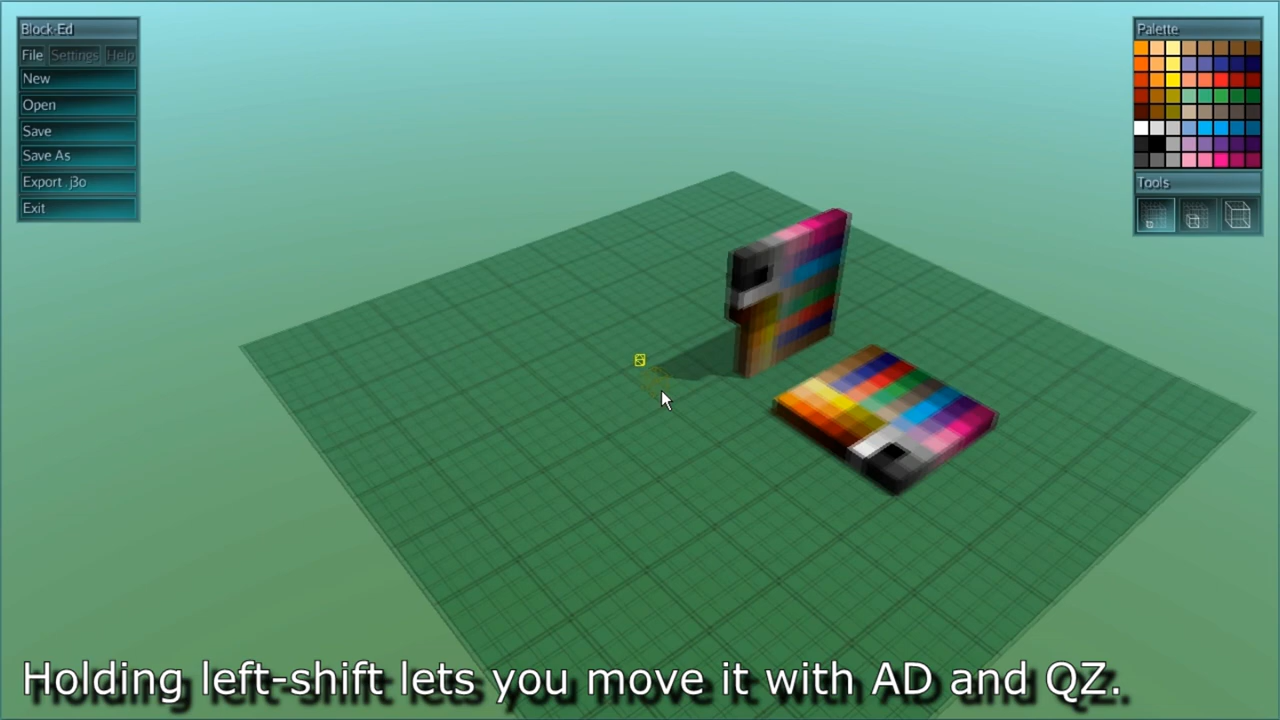 Block-Ed
File Settings Help
New
Open
Save
Save As
Export .j3o
Exit
Palette
Tools
Holding left-shift lets you move it with AD and QZ.